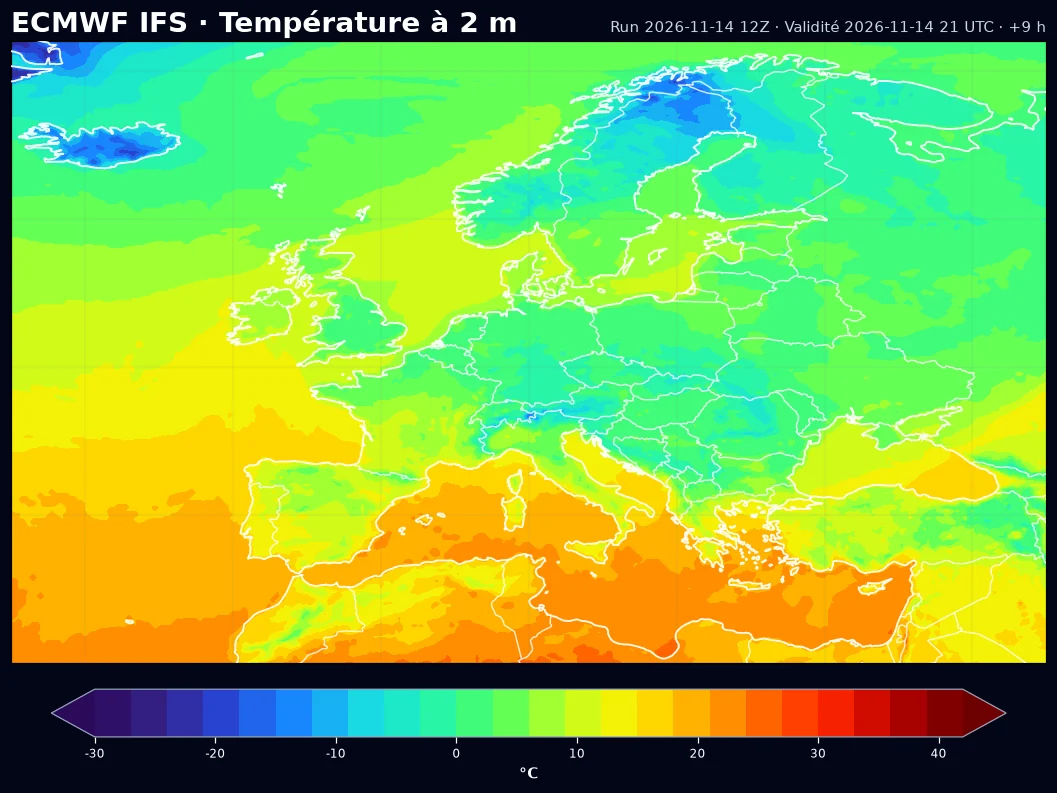 ECMWF IFS · Température à 2 m
Run 2026-11-14 12Z · Validité 2026-11-14 21 UTC · +9 h
-30 -20 -10 0 10 20 30 40
°C